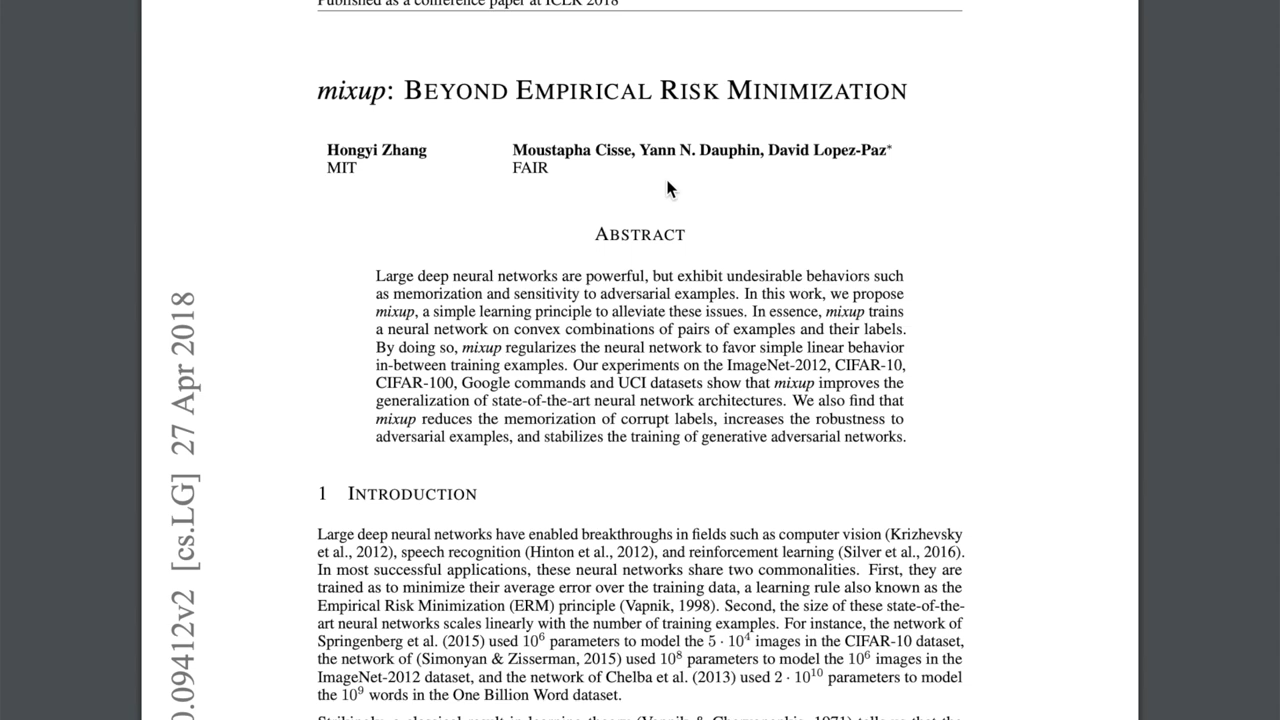 Published as a conference paper at ICLR 2018
mixup: BEYOND EMPIRICAL RISK MINIMIZATION
Hongyi Zhang
MIT
Moustapha Cisse, Yann N. Dauphin, David Lopez-Paz*
FAIR
ABSTRACT
Large deep neural networks are powerful, but exhibit undesirable behaviors such
as memorization and sensitivity to adversarial examples. In this work, we propose
mixup, a simple learning principle to alleviate these issues. In essence, mixup trains
a neural network on convex combinations of pairs of examples and their labels.
By doing so, mixup regularizes the neural network to favor simple linear behavior
in-between training examples. Our experiments on the ImageNet-2012, CIFAR-10,
CIFAR-100, Google commands and UCI datasets show that mixup improves the
generalization of state-of-the-art neural network architectures. We also find that
mixup reduces the memorization of corrupt labels, increases the robustness to
adversarial examples, and stabilizes the training of generative adversarial networks.
1 INTRODUCTION
Large deep neural networks have enabled breakthroughs in fields such as computer vision (Krizhevsky
et al., 2012), speech recognition (Hinton et al., 2012), and reinforcement learning (Silver et al., 2016).
In most successful applications, these neural networks share two commonalities. First, they are
trained as to minimize their average error over the training data, a learning rule also known as the
Empirical Risk Minimization (ERM) principle (Vapnik, 1998). Second, the size of these state-of-the-
art neural networks scales linearly with the number of training examples. For instance, the network of
Springenberg et al. (2015) used 10⁶ parameters to model the 5 · 10⁴ images in the CIFAR-10 dataset,
the network of (Simonyan & Zisserman, 2015) used 10⁸ parameters to model the 10⁶ images in the
ImageNet-2012 dataset, and the network of Chelba et al. (2013) used 2 · 10¹⁰ parameters to model
the 10⁹ words in the One Billion Word dataset.
.09412v2 [cs.LG] 27 Apr 2018